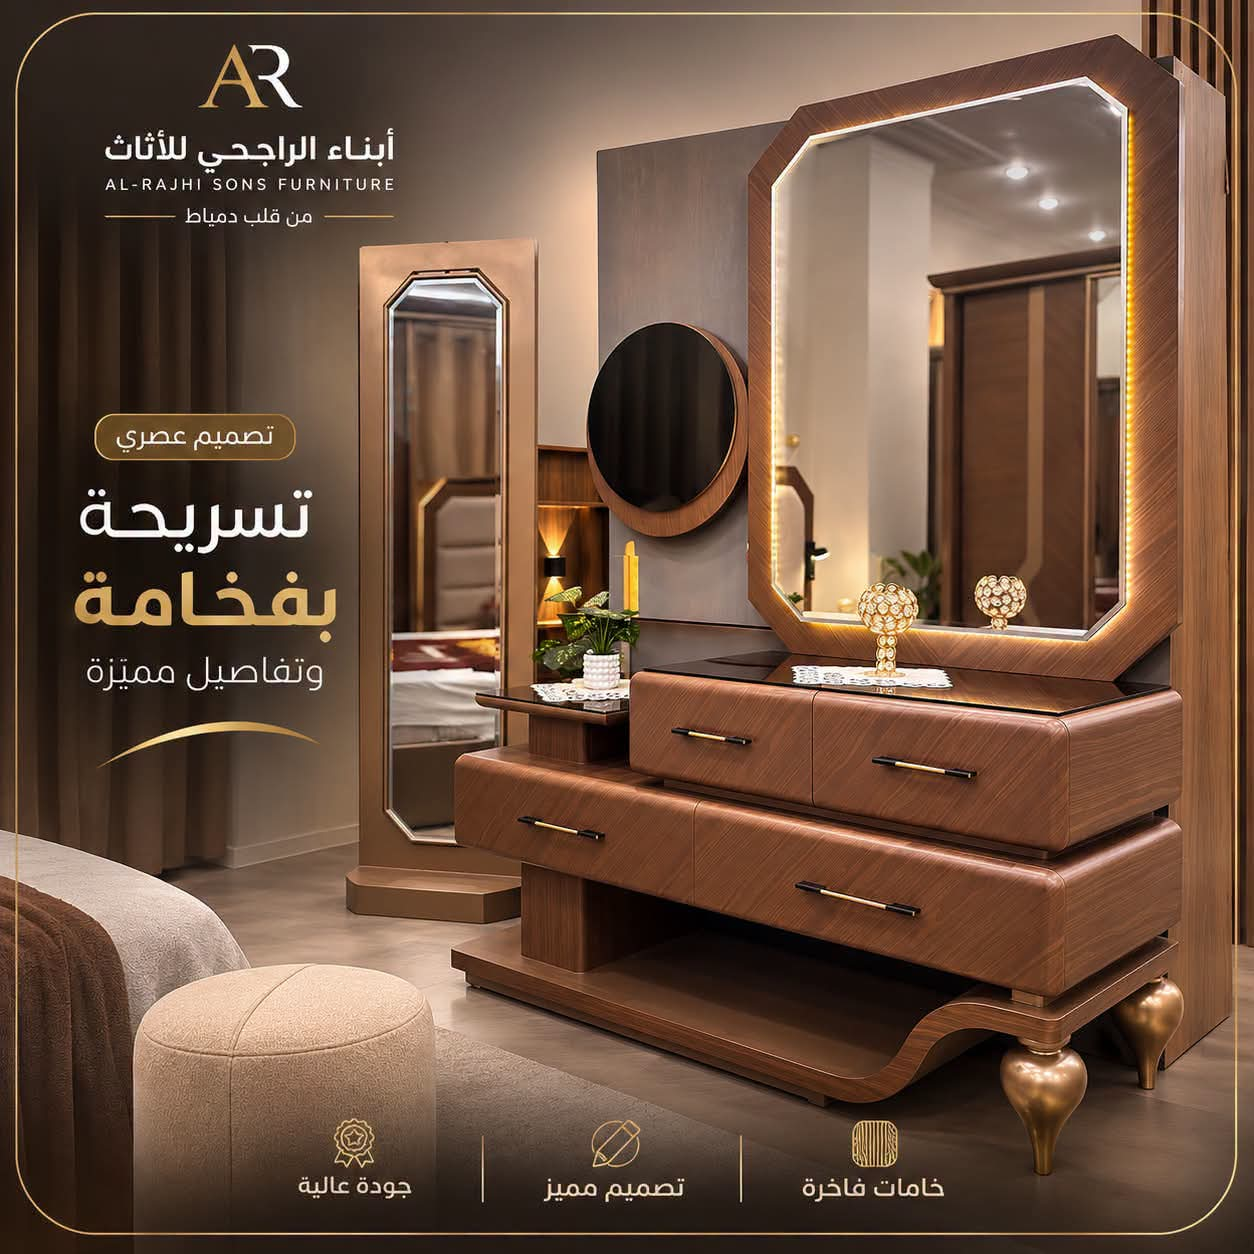 AR
أبناء الراجحي للأثاث
AL-RAJHI SONS FURNITURE
من قلب دمياط
تصميم عصري
تسريحة
بفخامة
وتفاصيل مميّزة
خامات فاخرة
تصميم مميز
جودة عالية